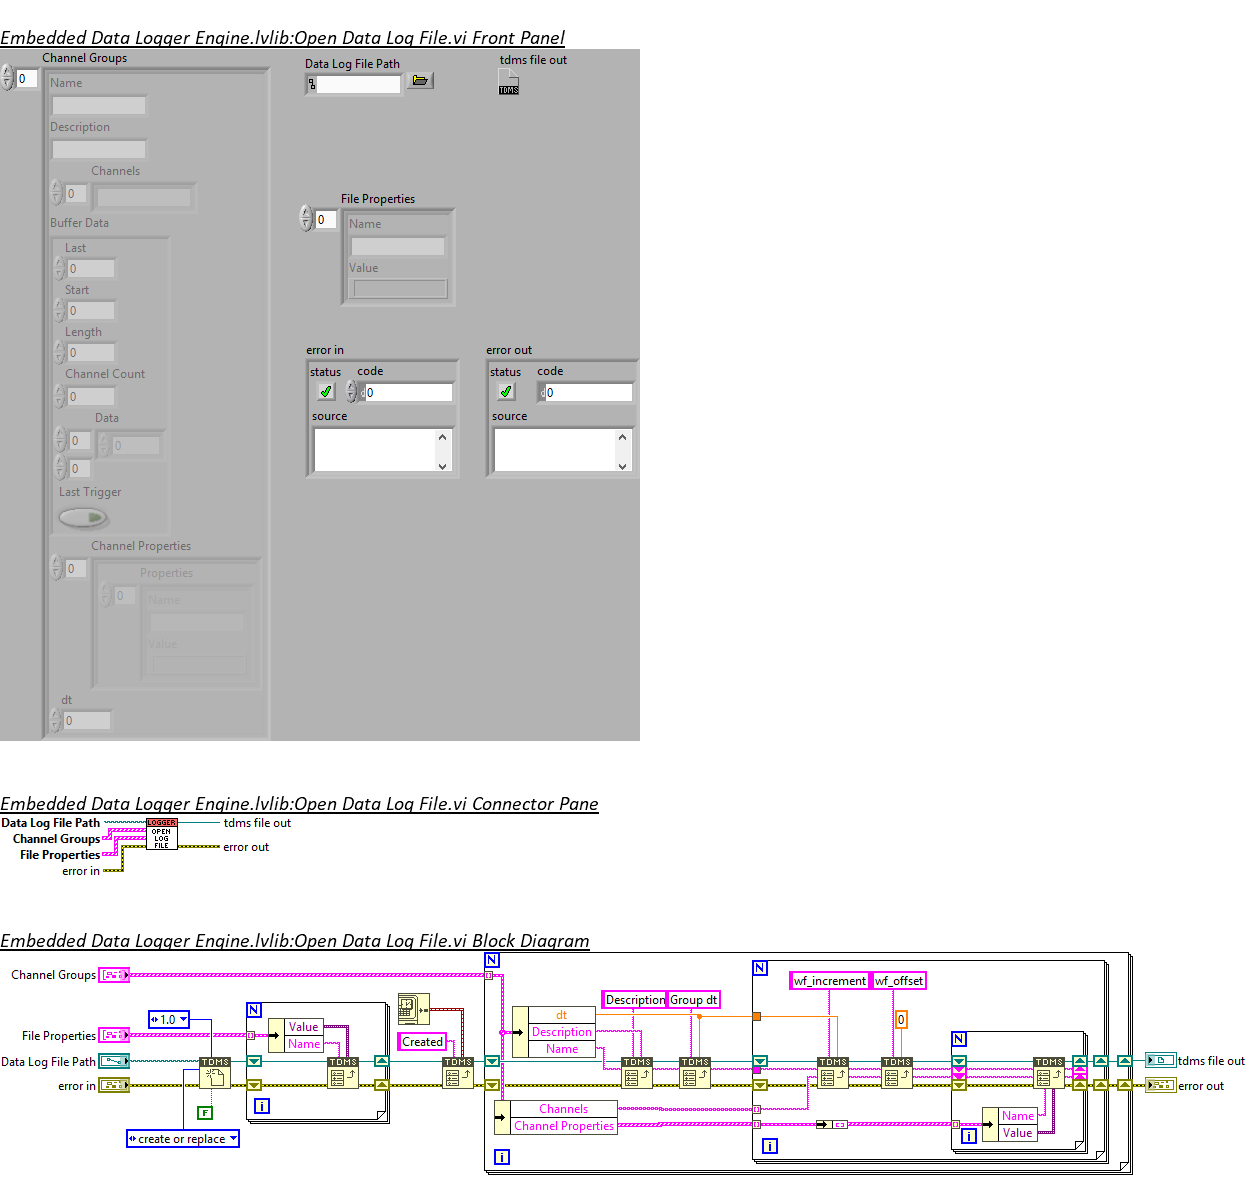 Embedded Data Logger Engine.lvlib:Open Data Log File.vi Front Panel
Channel Groups
0
Name
Description
Channels
0
Buffer Data
Last
0
Start
0
Length
0
Channel Count
0
Data
0
0
0
Last Trigger
Channel Properties
0
Properties
0
Name
Value
dt
0
Data Log File Path
tdms file out
TDMS
File Properties
0
Name
Value
error in
status
code
d0
source
error out
status
code
d0
source
Embedded Data Logger Engine.lvlib:Open Data Log File.vi Connector Pane
Data Log File Path
Channel Groups
File Properties
error in
LOGGER
OPEN
LOG
FILE
tdms file out
error out
Embedded Data Logger Engine.lvlib:Open Data Log File.vi Block Diagram
Channel Groups
File Properties
Data Log File Path
error in
1.0
TDMS
F
create or replace
N
Value
Name
TDMS
i
Created
TDMS
N
dt
Description
Name
Description
Group dt
TDMS
TDMS
Channels
Channel Properties
i
N
wf_increment
wf_offset
0
TDMS
TDMS
i
N
TDMS
Name
Value
i
tdms file out
error out